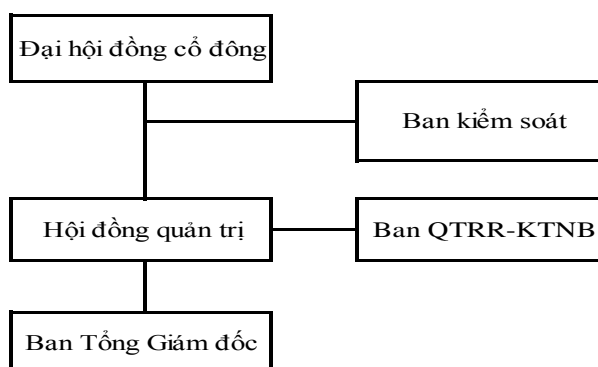 Đại hội đồng cổ đông
Ban kiểm soát
Hội đồng quản trị
Ban QTRR-KTNB
Ban Tổng Giám đốc